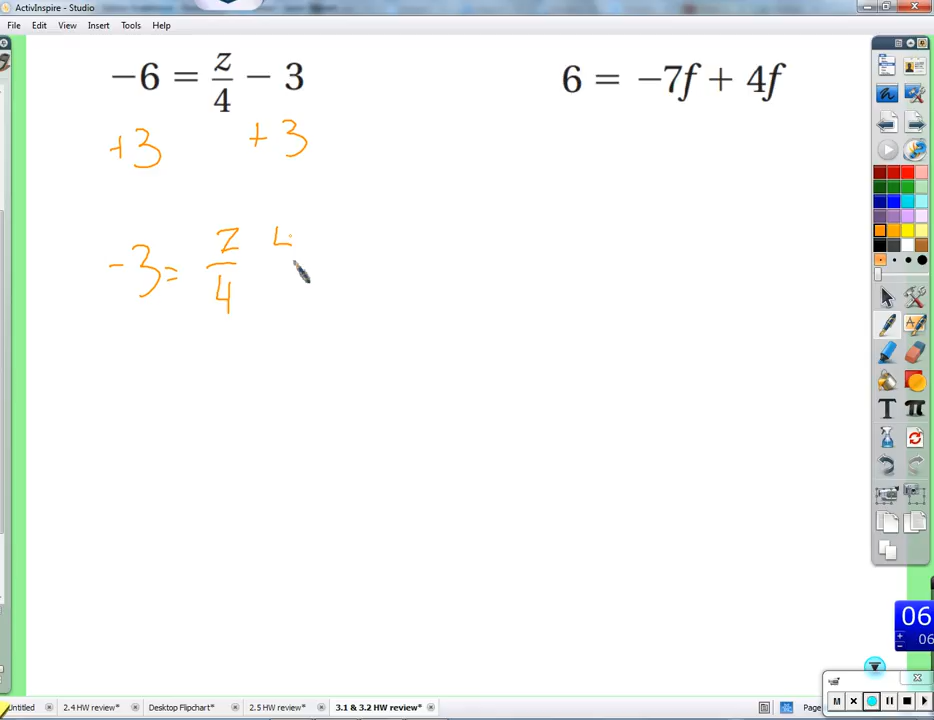 ActivInspire - Studio
File Edit View Insert Tools Help
−6 = z/4 − 3
6 = −7f + 4f
+3 +3
-3 = z/4
T π
06
+ 06
−
Untitled 2.4 HW review* Desktop Flipchart* 2.5 HW review* 3.1 & 3.2 HW review* Page
M